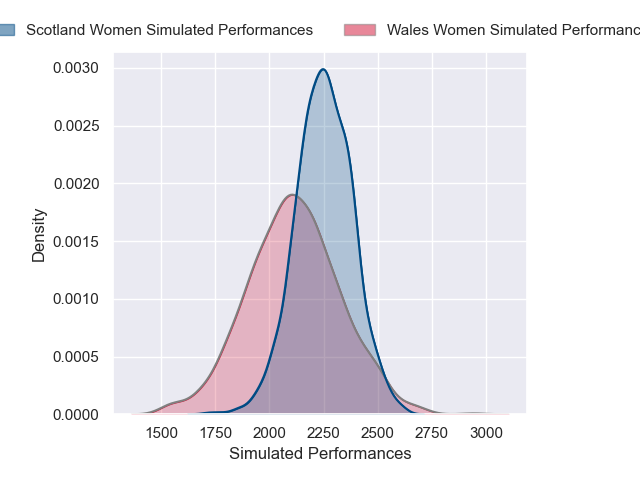 Scotland Women Simulated Performances Wales Women Simulated Performanc
0.0030
0.0025
0.0020
0.0015
0.0010
0.0005
0.0000
Density
1500 1750 2000 2250 2500 2750 3000
Simulated Performances